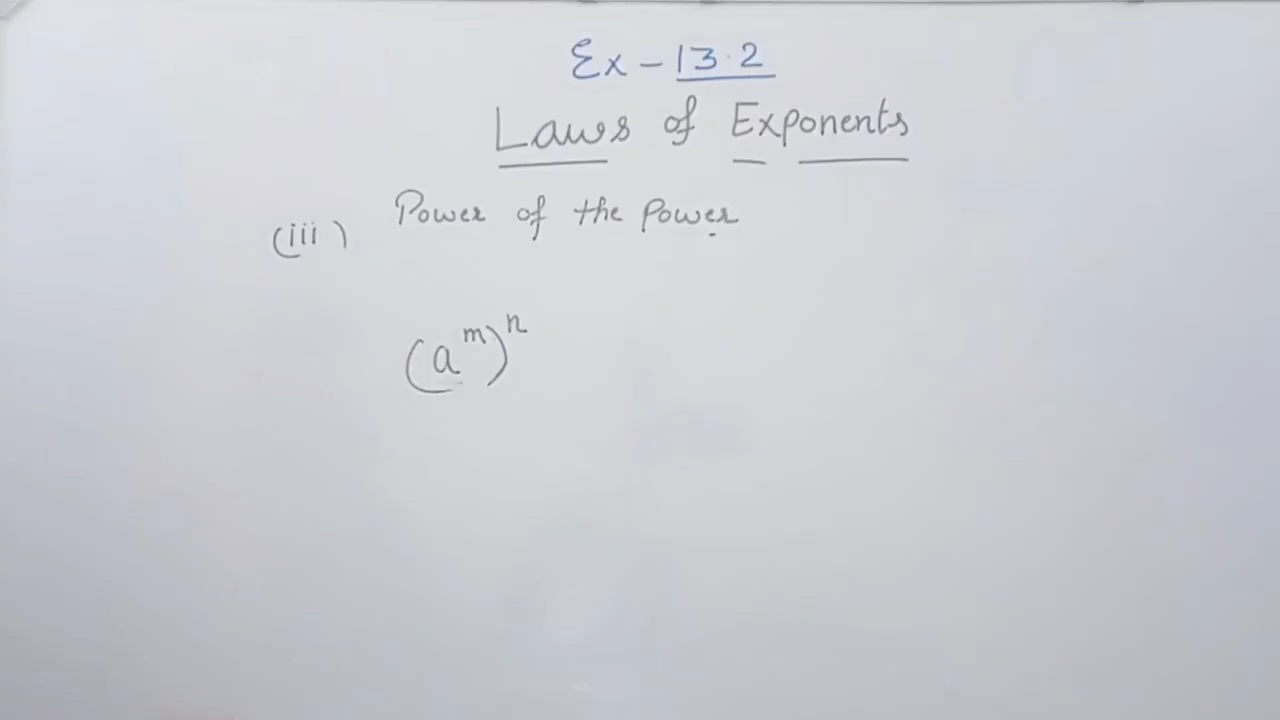 Ex - 13.2
Laws of Exponents
(iii) Power of the Power
(a^m)^n